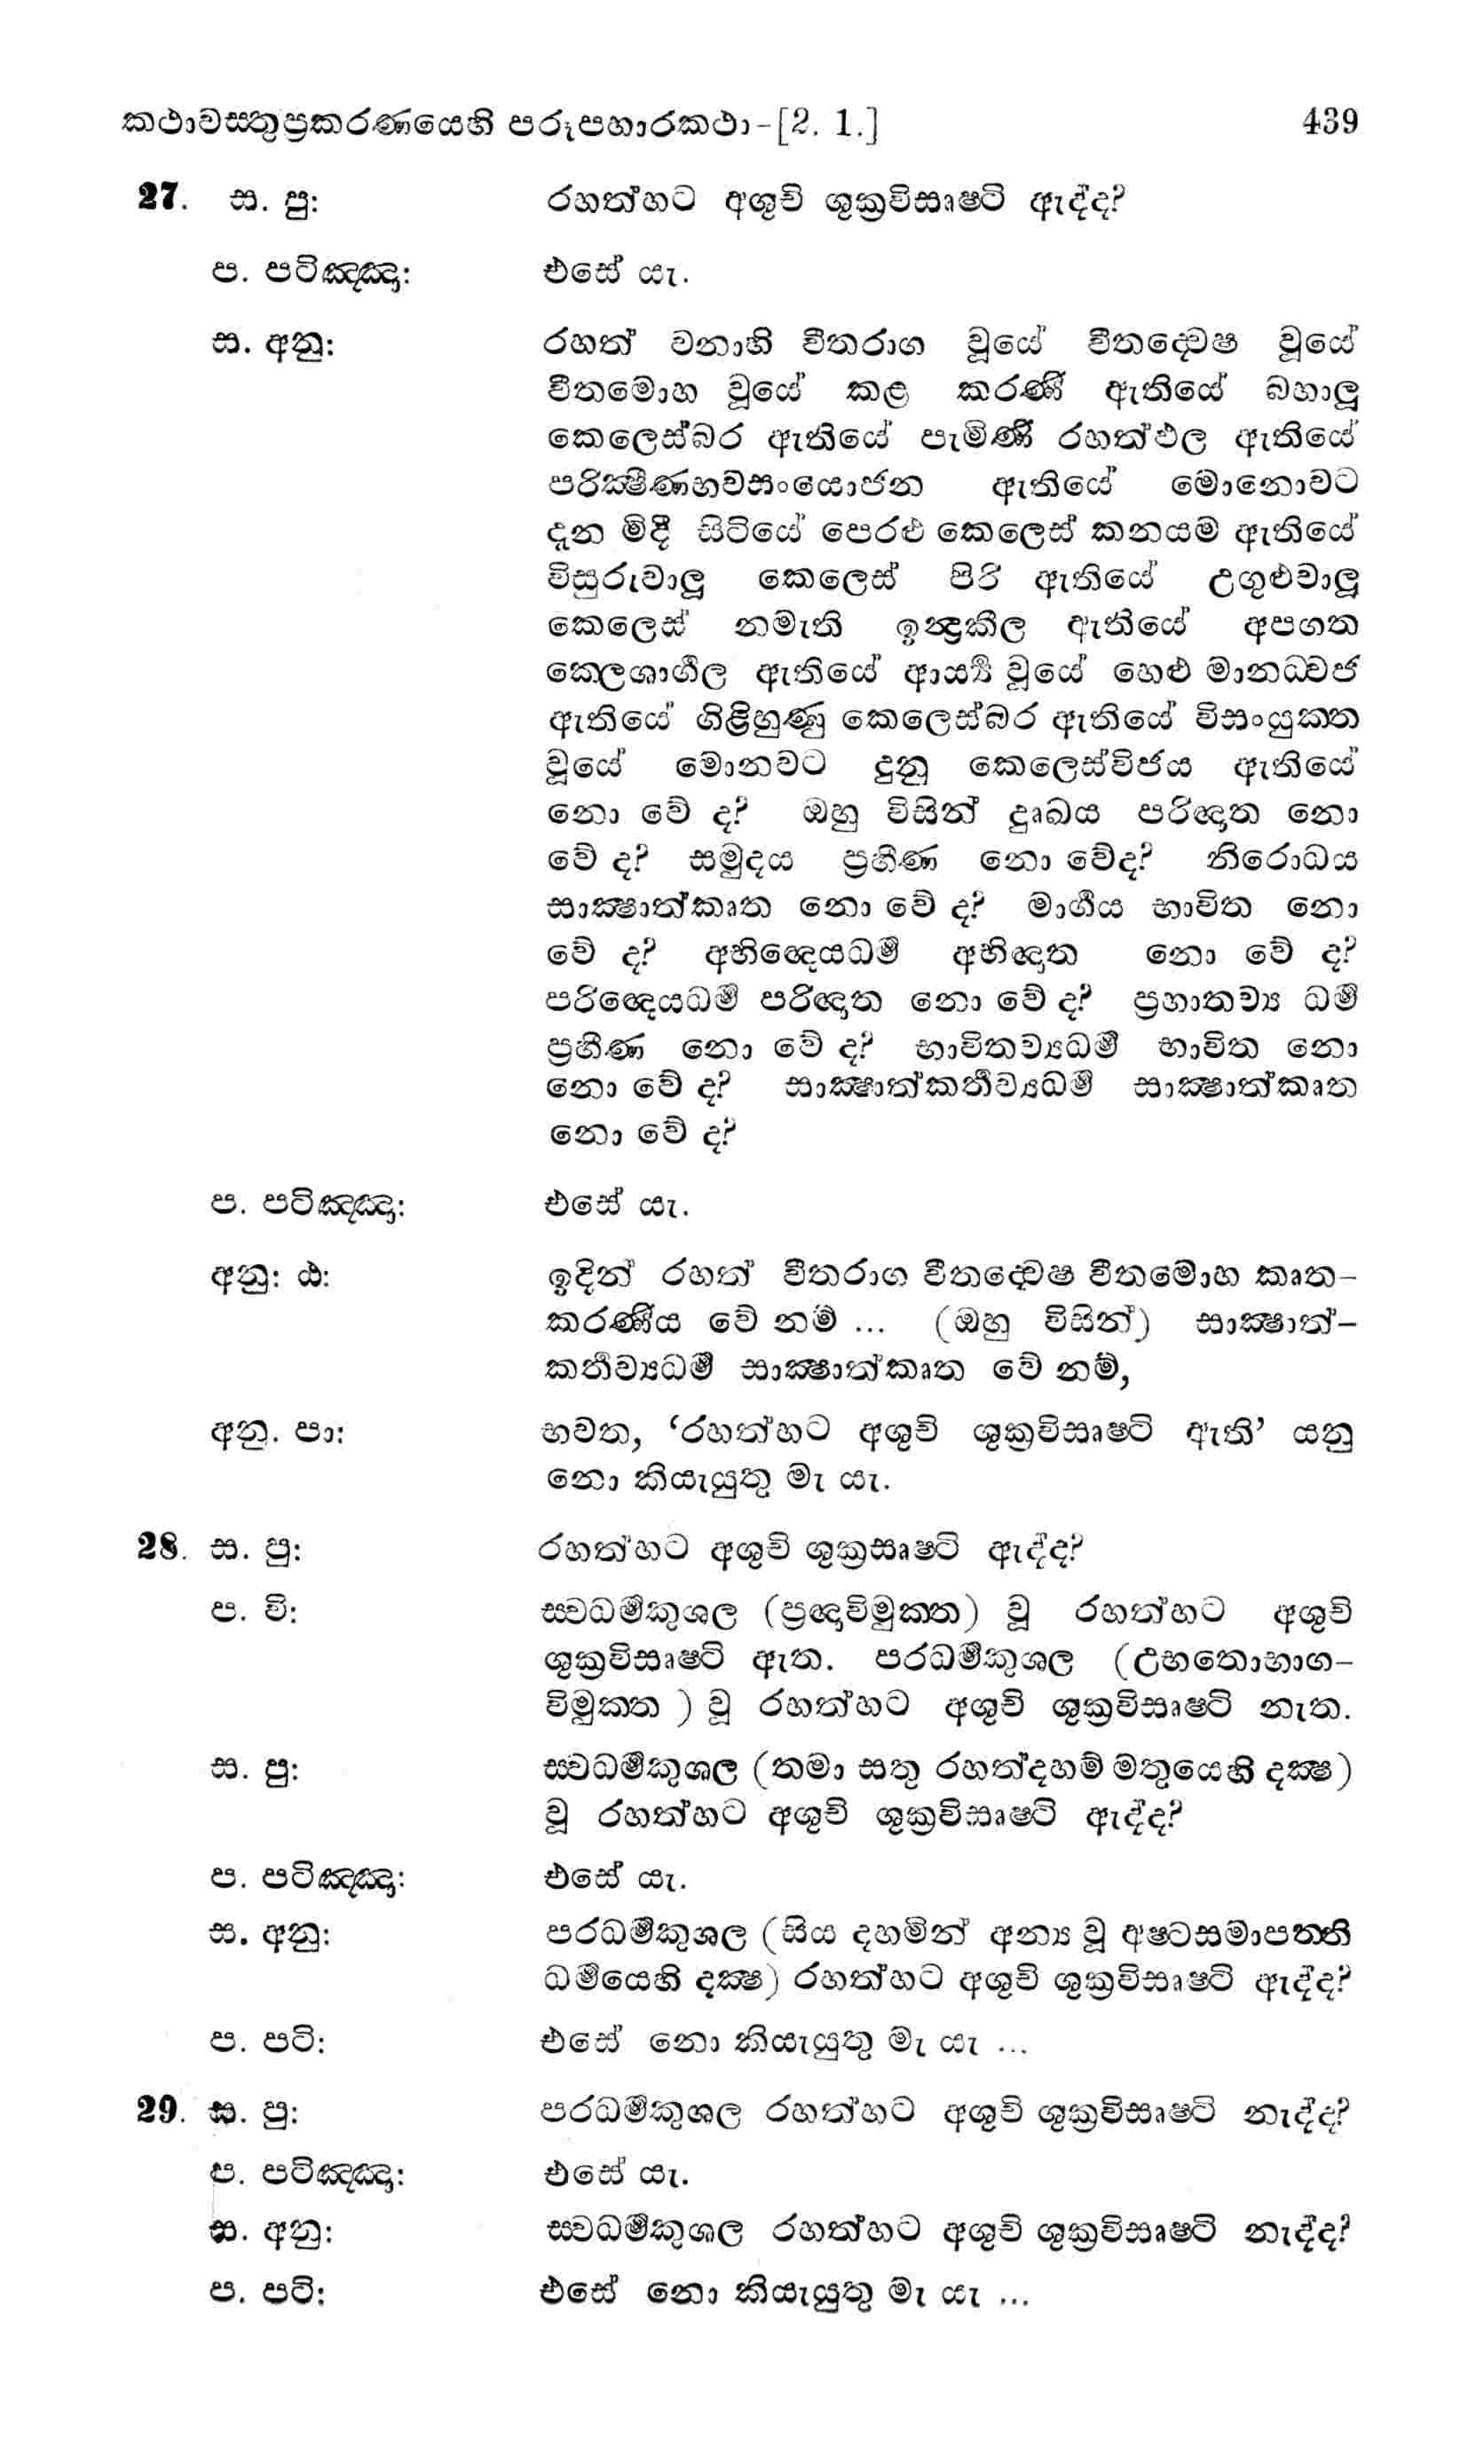 කථාවස්තුප්‍රකරණයෙහි පරූපහාරකථා-[2. 1.] 439
27. ස. පු: රහත්හට අශුචි ශුක්‍රවිසෘෂ්ටි ඇද්ද?
ප. පටිඤ්ඤා: එසේ යැ.
ස. අනු: රහත් වනාහි වීතරාග වූයේ වීතද්වෙෂ වූයේ
වීතමොහ වූයේ කළ කරණී ඇතියේ බහාලූ
කෙලෙස්බර ඇතියේ පැමිණි රහත්ඵල ඇතියේ
පරික්ෂීණභවසංයොජන ඇතියේ මොනොවට
දැන මිදී සිටියේ පෙරළු කෙලෙස් කනයම ඇතියේ
විසුරුවාලූ කෙලෙස් පිරි ඇතියේ උගුළුවාලූ
කෙලෙස් නමැති ඉන්ද්‍රකීල ඇතියේ අපගත
ක්ලෙශාර්ගල ඇතියේ ආර්ය්‍ය වූයේ හෙළු මානධ්වජ
ඇතියේ ගිළිහුණු කෙලෙස්බර ඇතියේ විසංයුක්ත
වූයේ මොනවට දුනු කෙලෙස්විජය ඇතියේ
නො වේ ද? ඔහු විසින් දුෘඛය පරිඥාත නො
වේ ද? සමුදය ප්‍රහීණ නො වේද? නිරොධය
සාක්ෂාත්කෘත නො වේ ද? මාර්ගය භාවිත නො
වේ ද? අභිඥෙයධර්ම අභිඥාත නො වේ ද?
පරිඥෙයධර්ම පරිඥාත නො වේ ද? ප්‍රහාතව්‍ය ධර්ම
ප්‍රහීණ නො වේ ද? භාවිතව්‍යධර්ම භාවිත නො
නො වේ ද? සාක්ෂාත්කර්තව්‍යධර්ම සාක්ෂාත්කෘත
නො වේ ද?
ප. පටිඤ්ඤා: එසේ යැ.
අනු: ඨ: ඉදින් රහත් වීතරාග වීතද්වෙෂ වීතමොහ කෘත-
කරණීය වේ නම් ... (ඔහු විසින්) සාක්ෂාත්-
කර්තව්‍යධර්ම සාක්ෂාත්කෘත වේ නම්,
අනු. පා: භවත, ‘රහත්හට අශුචි ශුක්‍රවිසෘෂ්ටි ඇති’ යනු
නො කියැයුතු මැ යැ.
28. ස. පු: රහත්හට අශුචි ශුක්‍රසෘෂ්ටි ඇද්ද?
ප. වි: ස්වධර්මකුශල (ප්‍රඥාවිමුක්ත) වූ රහත්හට අශුචි
ශුක්‍රවිසෘෂ්ටි ඇත. පරධර්මකුශල (උභතොභාග-
විමුක්ත ) වූ රහත්හට අශුචි ශුක්‍රවිසෘෂ්ටි නැත.
ස. පු: ස්වධර්මකුශල (තමා සතු රහත්දහම් මතුයෙහි දක්ෂ)
වූ රහත්හට අශුචි ශුක්‍රවිසෘෂ්ටි ඇද්ද?
ප. පටිඤ්ඤා: එසේ යැ.
ස. අනු: පරධර්මකුශල (සිය දහමින් අන්‍ය වූ අෂ්ටසමාපත්ති
ධර්මයෙහි දක්ෂ) රහත්හට අශුචි ශුක්‍රවිසෘෂ්ටි ඇද්ද?
ප. පටි: එසේ නො කියැයුතු මැ යැ ...
29. ස. පු: පරධර්මකුශල රහත්හට අශුචි ශුක්‍රවිසෘෂ්ටි නැද්ද?
ප. පටිඤ්ඤා: එසේ යැ.
ස. අනු: ස්වධර්මකුශල රහත්හට අශුචි ශුක්‍රවිසෘෂ්ටි නැද්ද?
ප. පටි: එසේ නො කියැයුතු මැ යැ ...